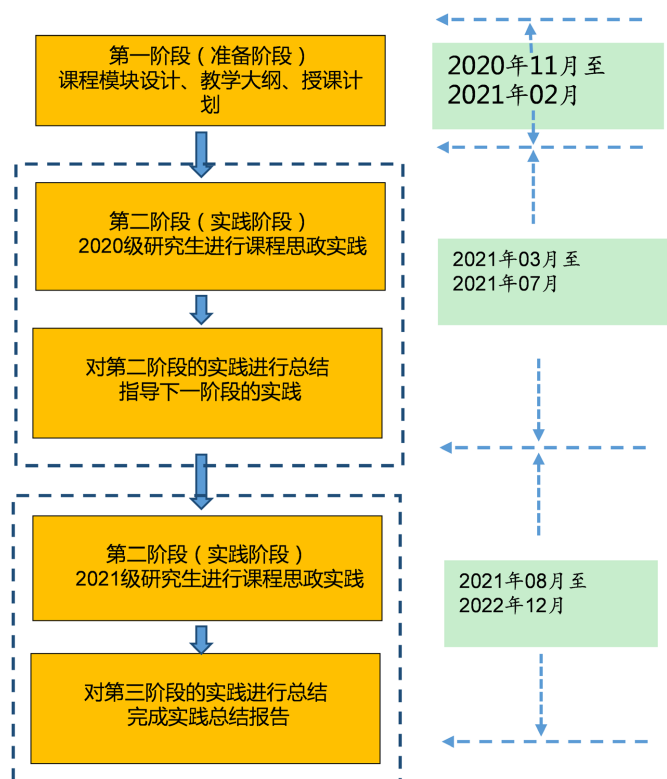 第一阶段（准备阶段）
课程模块设计、教学大纲、授课计
划
2020年11月至
2021年02月
第二阶段（实践阶段）
2020级研究生进行课程思政实践
2021年03月至
2021年07月
对第二阶段的实践进行总结
指导下一阶段的实践
第二阶段（实践阶段）
2021级研究生进行课程思政实践
2021年08月至
2022年12月
对第三阶段的实践进行总结
完成实践总结报告